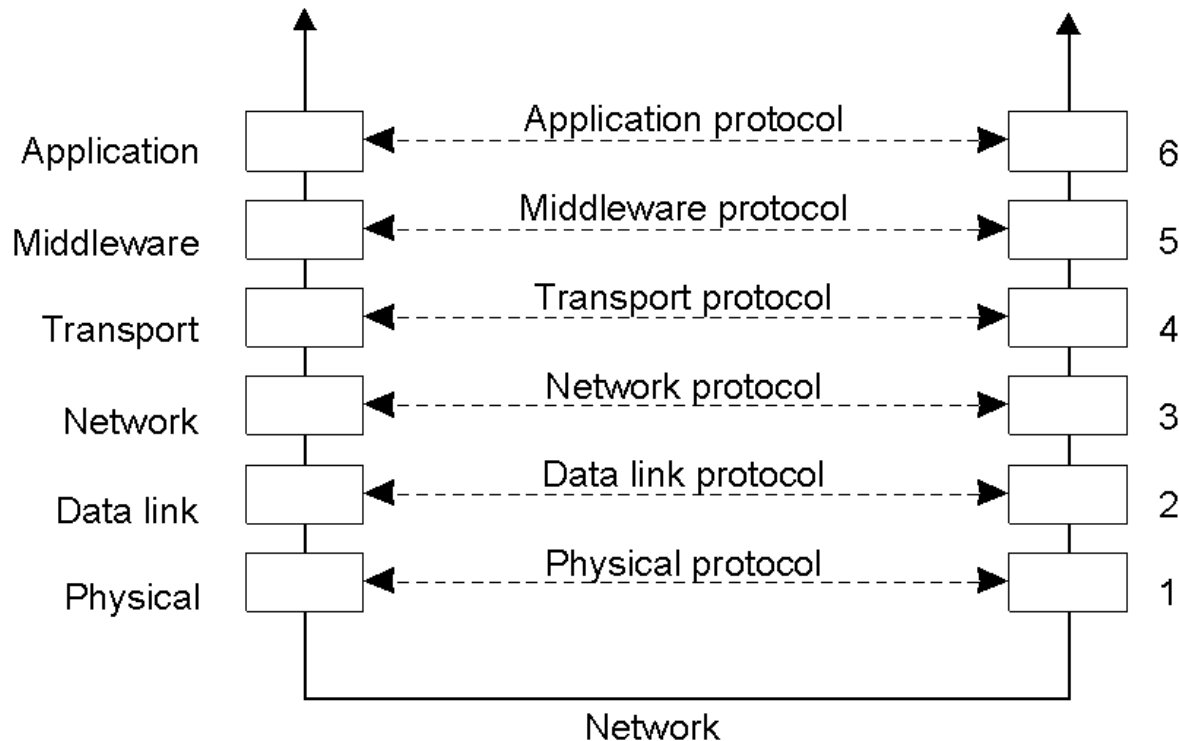 Application protocol
Application
6
Middleware protocol
Middleware
5
Transport protocol
Transport
4
Network protocol
Network
3
Data link protocol
Data link
2
Physical protocol
Physical
1
Network